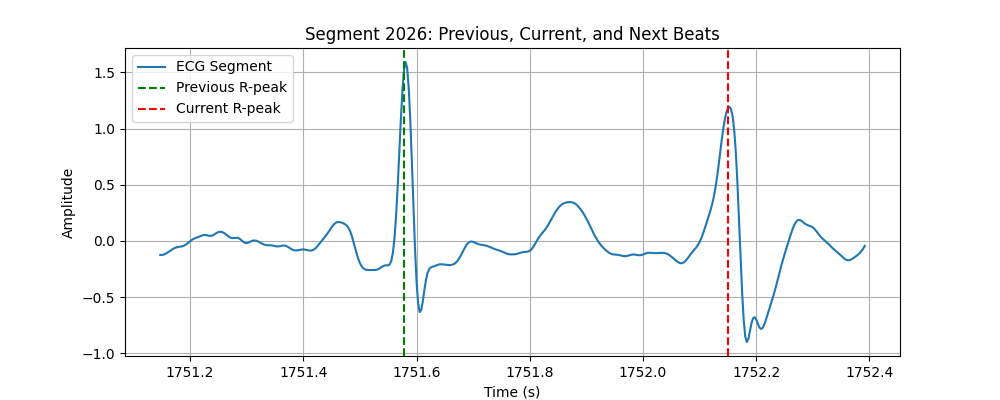 Segment 2026: Previous, Current, and Next Beats
ECG Segment
Previous R-peak
Current R-peak
Amplitude
1.5
1.0
0.5
0.0
−0.5
−1.0
1751.2 1751.4 1751.6 1751.8 1752.0 1752.2 1752.4
Time (s)